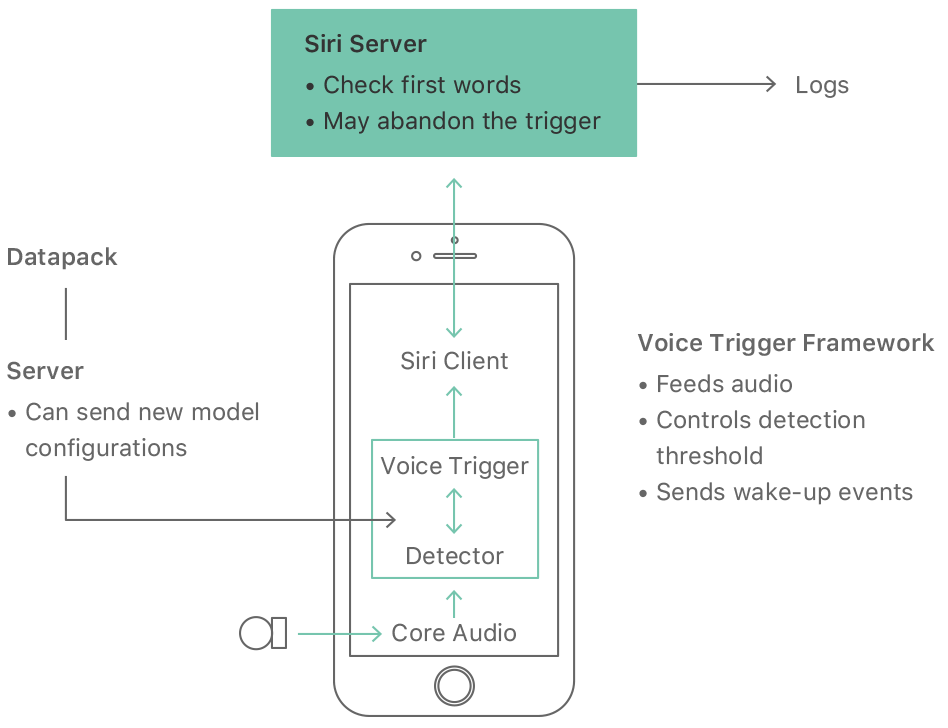 Siri Server
• Check first words
• May abandon the trigger
Logs
Datapack
Server
• Can send new model
configurations
Siri Client
Voice Trigger
Detector
Core Audio
Voice Trigger Framework
• Feeds audio
• Controls detection
threshold
• Sends wake-up events